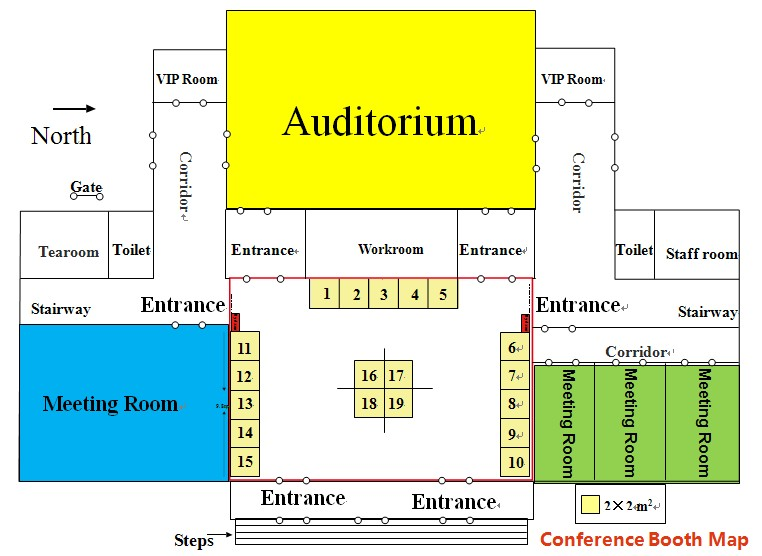 VIP Room
VIP Room
Auditorium
North
Corridor
Corridor
Gate
Tearoom
Toilet
Entrance
Workroom
Entrance
Toilet
Staff room
1 2 3 4 5
Stairway
Entrance
Entrance
Stairway
Corridor
11
12
13
14
15
6
7
8
9
10
16 17
18 19
Meeting Room
Meeting Room
Meeting Room
Meeting Room
Entrance
Entrance
2×2 m²
Steps
Conference Booth Map